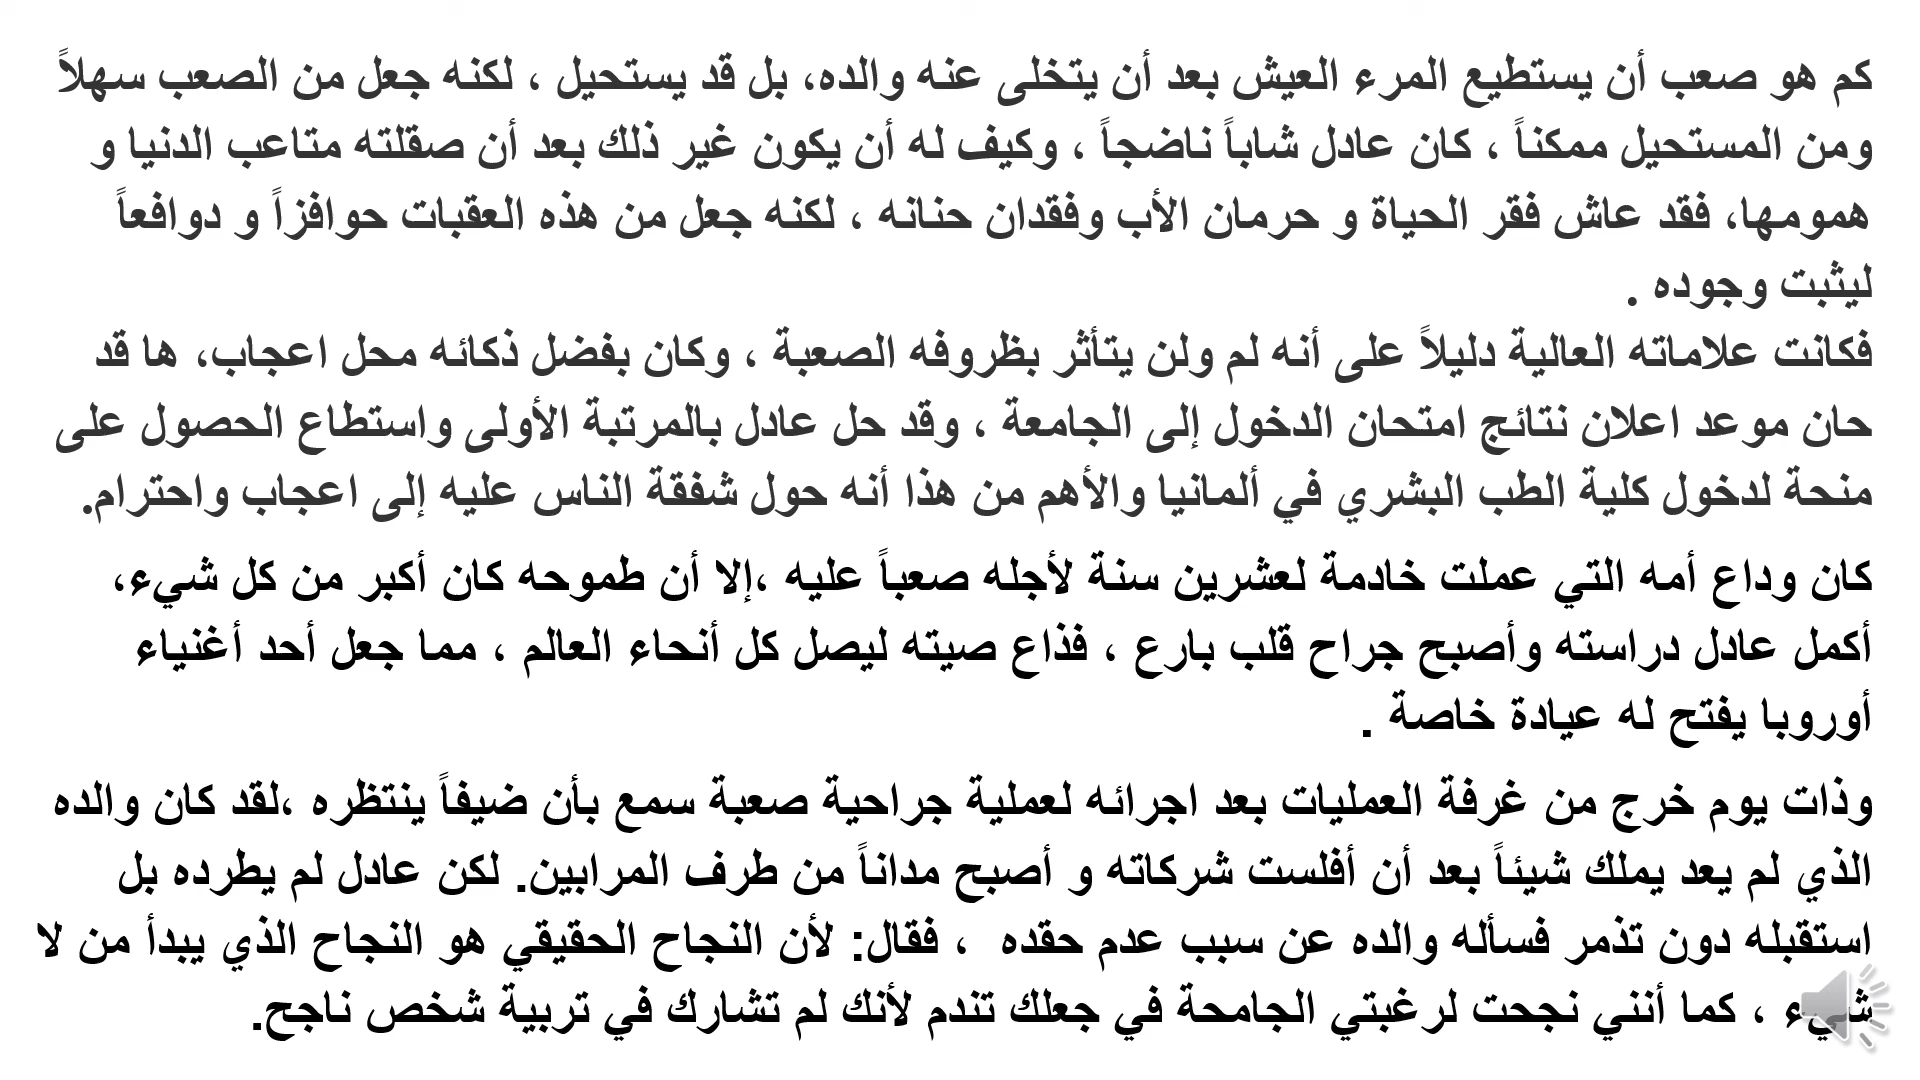 كم هو صعب أن يستطيع المرء العيش بعد أن يتخلى عنه والده، بل قد يستحيل ، لكنه جعل من الصعب سهلاً
ومن المستحيل ممكناً ، كان عادل شاباً ناضجاً ، وكيف له أن يكون غير ذلك بعد أن صقلته متاعب الدنيا و
همومها، فقد عاش فقر الحياة و حرمان الأب وفقدان حنانه ، لكنه جعل من هذه العقبات حوافزاً و دوافعاً
ليثبت وجوده .
فكانت علاماته العالية دليلاً على أنه لم ولن يتأثر بظروفه الصعبة ، وكان بفضل ذكائه محل اعجاب، ها قد
حان موعد اعلان نتائج امتحان الدخول إلى الجامعة ، وقد حل عادل بالمرتبة الأولى واستطاع الحصول على
منحة لدخول كلية الطب البشري في ألمانيا والأهم من هذا أنه حول شفقة الناس عليه إلى اعجاب واحترام.
كان وداع أمه التي عملت خادمة لعشرين سنة لأجله صعباً عليه ،إلا أن طموحه كان أكبر من كل شيء،
أكمل عادل دراسته وأصبح جراح قلب بارع ، فذاع صيته ليصل كل أنحاء العالم ، مما جعل أحد أغنياء
أوروبا يفتح له عيادة خاصة .
وذات يوم خرج من غرفة العمليات بعد اجرائه لعملية جراحية صعبة سمع بأن ضيفاً ينتظره ،لقد كان والده
الذي لم يعد يملك شيئاً بعد أن أفلست شركاته و أصبح مداناً من طرف المرابين. لكن عادل لم يطرده بل
استقبله دون تذمر فسأله والده عن سبب عدم حقده ، فقال: لأن النجاح الحقيقي هو النجاح الذي يبدأ من لا
شيء ، كما أنني نجحت لرغبتي الجامحة في جعلك تندم لأنك لم تشارك في تربية شخص ناجح.